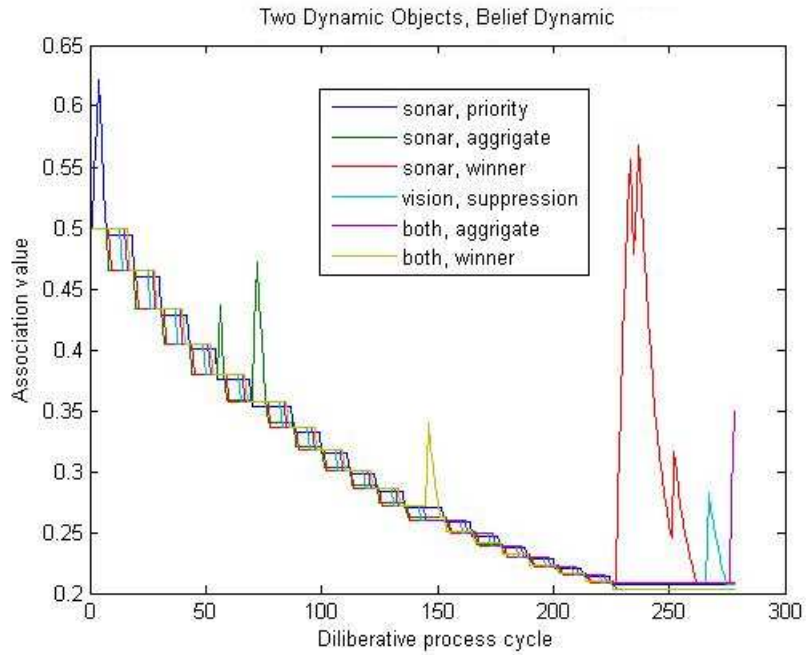 Two Dynamic Objects, Belief Dynamic
0.65
0.6
0.55
0.5
0.45
0.4
0.35
0.3
0.25
0.2
Association value
sonar, priority
sonar, aggrigate
sonar, winner
vision, suppression
both, aggrigate
both, winner
0 50 100 150 200 250 300
Diliberative process cycle